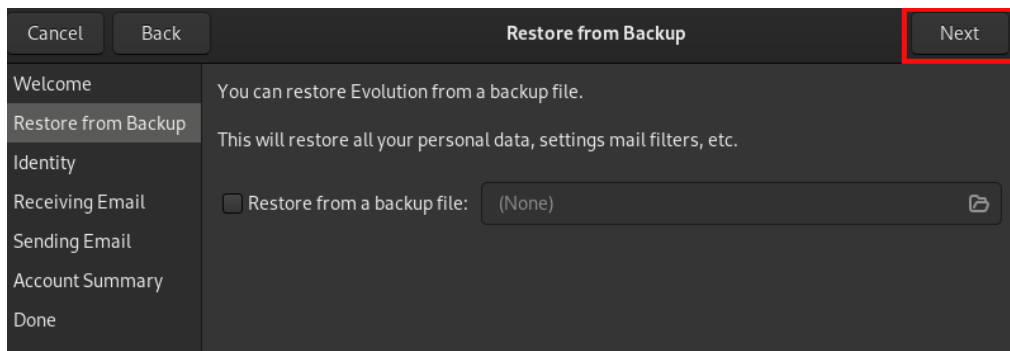 Cancel Back Restore from Backup Next
Welcome
Restore from Backup
Identity
Receiving Email
Sending Email
Account Summary
Done
You can restore Evolution from a backup file.
This will restore all your personal data, settings mail filters, etc.
Restore from a backup file: (None)